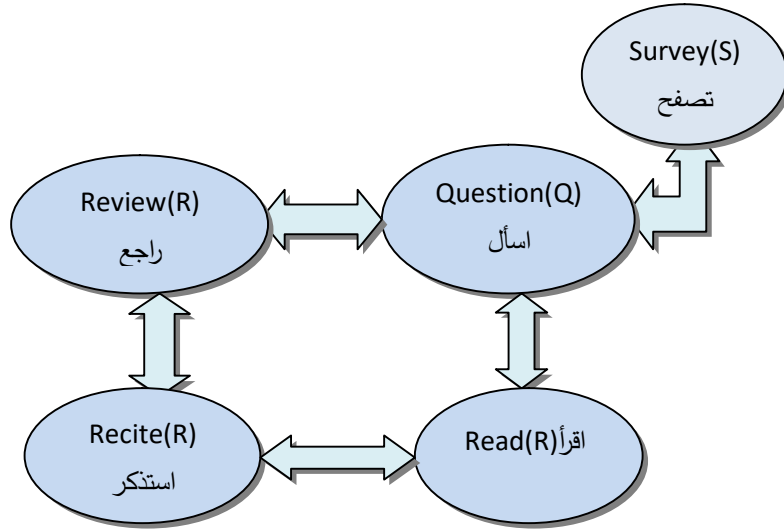 Survey(S)
تصفح
Review(R)
راجع
Question(Q)
اسأل
Recite(R)
استذكر
Read(R)اقرأ